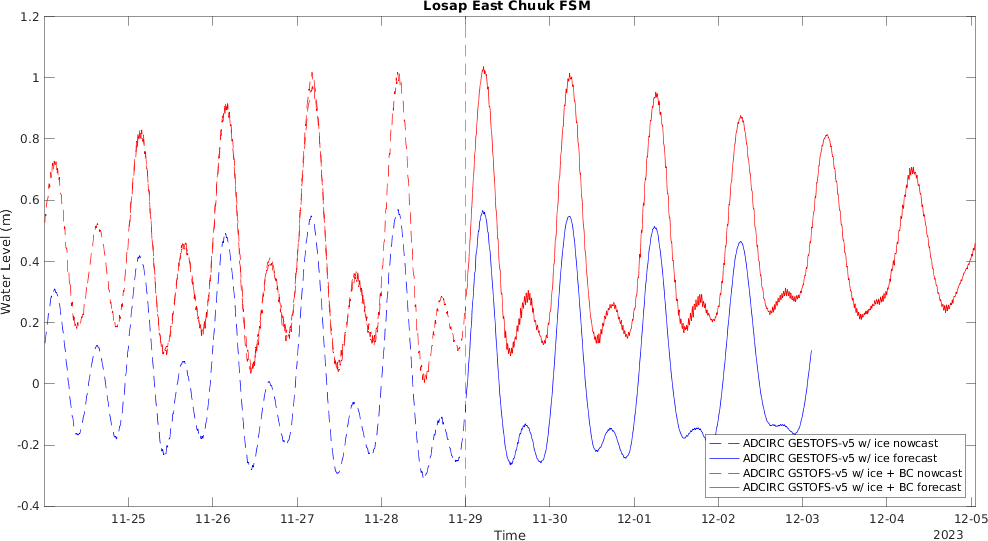 Losap East Chuuk FSM
1.2
1
0.8
0.6
0.4
0.2
0
-0.2
-0.4
Water Level (m)
ADCIRC GESTOFS-v5 w/ ice nowcast
ADCIRC GESTOFS-v5 w/ ice forecast
ADCIRC GSTOFS-v5 w/ ice + BC nowcast
ADCIRC GSTOFS-v5 w/ ice + BC forecast
11-25 11-26 11-27 11-28 11-29 11-30 12-01 12-02 12-03 12-04 12-05
Time
2023